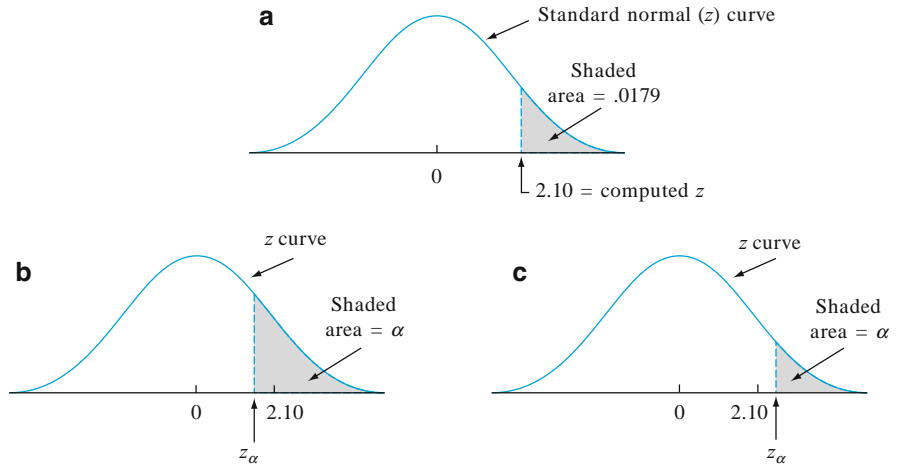 a
Standard normal (z) curve
Shaded
area = .0179
0
2.10 = computed z
b
z curve
Shaded
area = α
0
2.10
zα
c
z curve
Shaded
area = α
0
2.10
zα